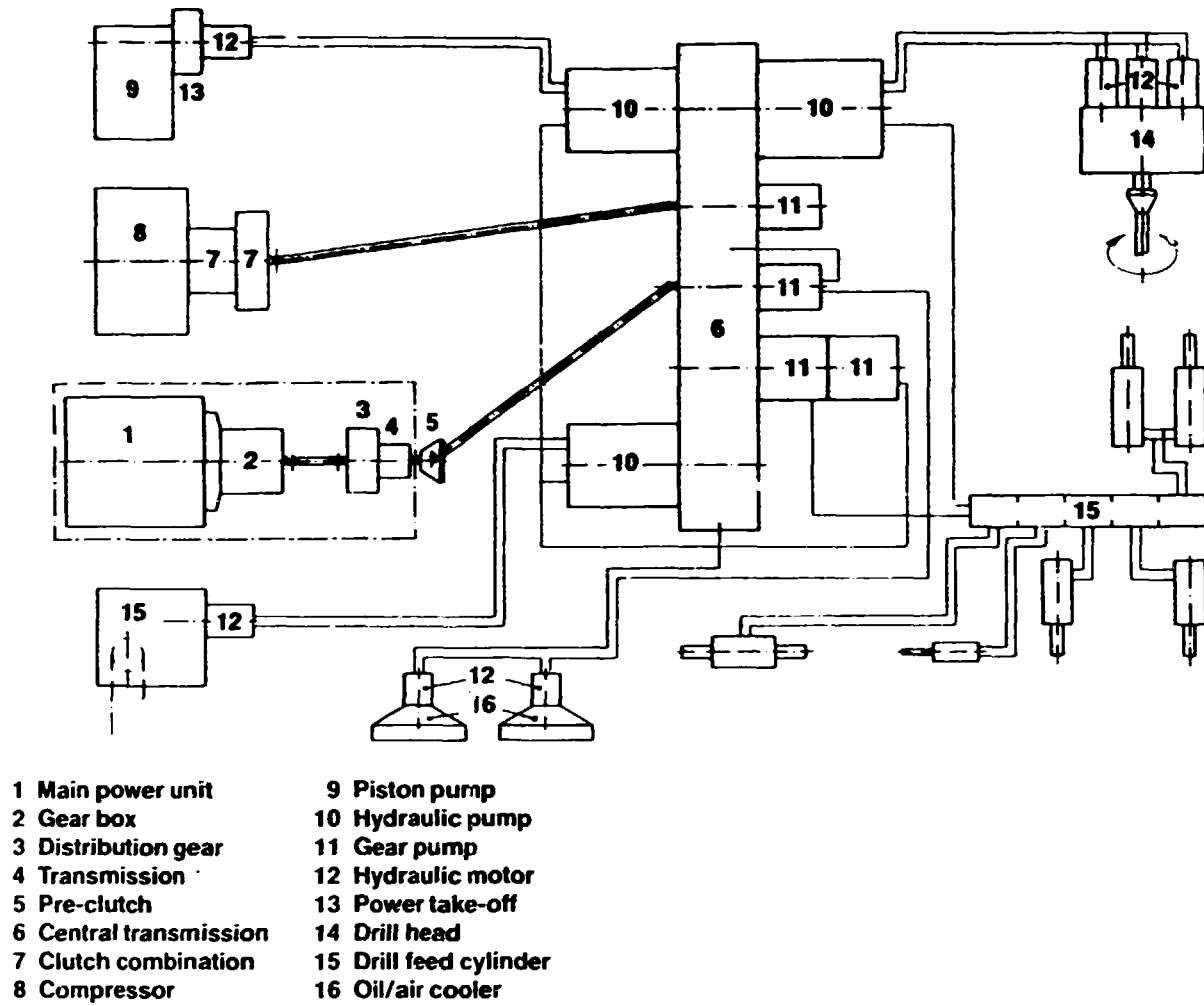 12
9
13
10
10
12
14
8
7
7
11
11
6
11
11
1
2
3
4
5
10
15
15
12
12
16
1 Main power unit
2 Gear box
3 Distribution gear
4 Transmission
5 Pre-clutch
6 Central transmission
7 Clutch combination
8 Compressor
9 Piston pump
10 Hydraulic pump
11 Gear pump
12 Hydraulic motor
13 Power take-off
14 Drill head
15 Drill feed cylinder
16 Oil/air cooler